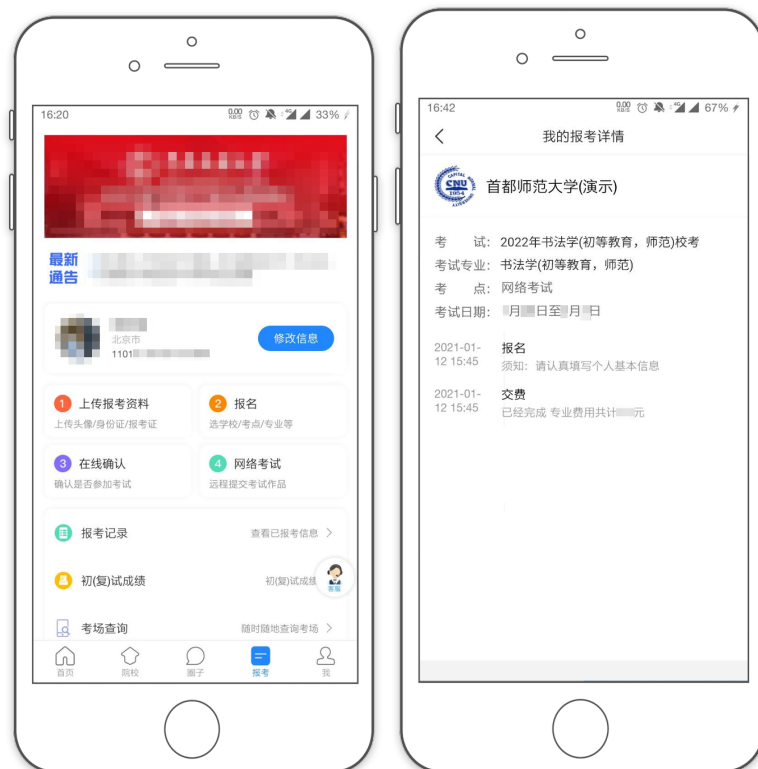 16:20
0.00 KB/S 4G 33%
最新
通告
北京市
1101
修改信息
1 上传报考资料
上传头像/身份证/报考证
2 报名
选学校/考点/专业等
3 在线确认
确认是否参加考试
4 网络考试
远程提交考试作品
报考记录 查看已报考信息
初(复)试成绩 初(复)试成绩
客服
考场查询 随时随地查询考场
首页 院校 圈子 报考 我
16:42
0.00 KB/S 4G 67%
我的报考详情
CAPITAL NORMAL UNIVERSITY
CNU
1954
首都师范大学(演示)
考 试: 2022年书法学(初等教育，师范)校考
考试专业: 书法学(初等教育，师范)
考 点: 网络考试
考试日期: 月 日至 月 日
2021-01-
12 15:45
报名
须知: 请认真填写个人基本信息
2021-01-
12 15:45
交费
已经完成 专业费用共计 元